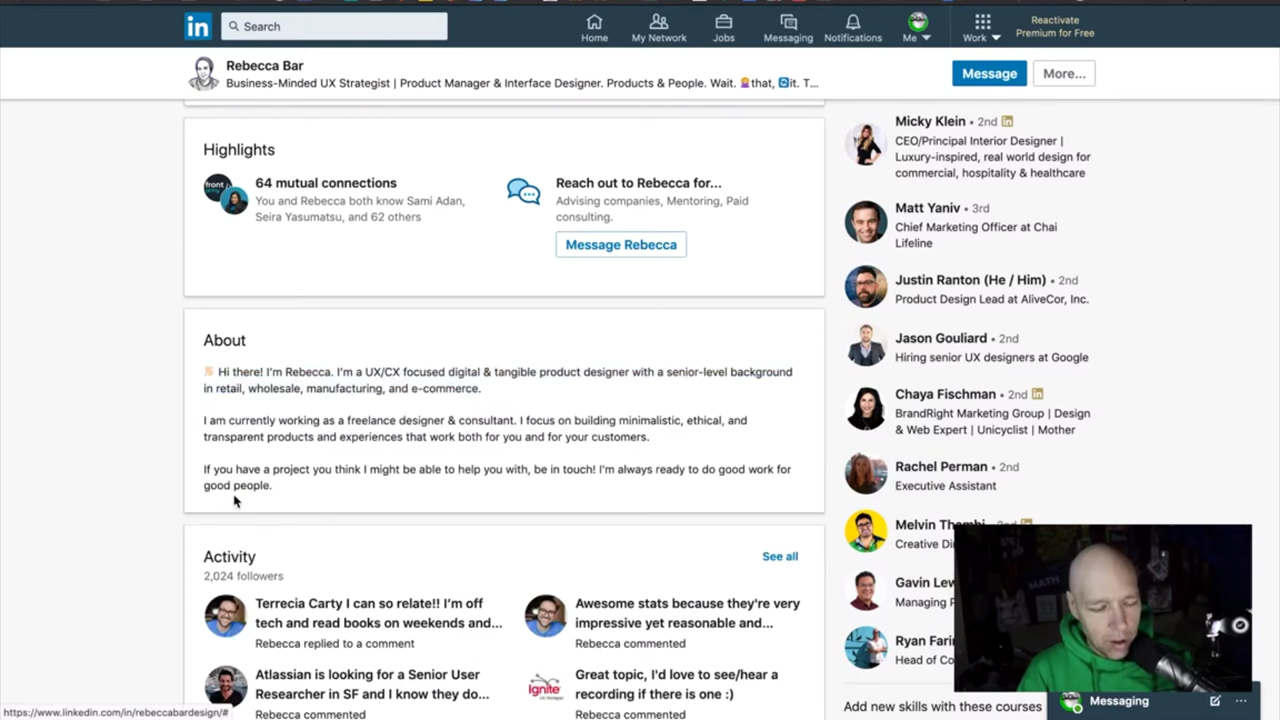 in
Search
Home
My Network
Jobs
Messaging
Notifications
Me
Work
Reactivate
Premium for Free
Rebecca Bar
Business-Minded UX Strategist | Product Manager & Interface Designer. Products & People. Wait. 🤷‍♀️that, 🔄it. T...
Message
More...
Highlights
front
64 mutual connections
You and Rebecca both know Sami Adan,
Seira Yasumatsu, and 62 others
Reach out to Rebecca for...
Advising companies, Mentoring, Paid
consulting.
Message Rebecca
About
👋🏼 Hi there! I'm Rebecca. I'm a UX/CX focused digital & tangible product designer with a senior-level background
in retail, wholesale, manufacturing, and e-commerce.
I am currently working as a freelance designer & consultant. I focus on building minimalistic, ethical, and
transparent products and experiences that work both for you and for your customers.
If you have a project you think I might be able to help you with, be in touch! I'm always ready to do good work for
good people.
Activity
See all
2,024 followers
Terrecia Carty I can so relate!! I'm off
tech and read books on weekends and...
Rebecca replied to a comment
Awesome stats because they're very
impressive yet reasonable and...
Rebecca commented
Atlassian is looking for a Senior User
Researcher in SF and I know they do...
Rebecca commented
Ignite
Great topic, I'd love to see/hear a
recording if there is one :)
Rebecca commented
https://www.linkedin.com/in/rebeccabardesign/#
Micky Klein • 2nd in
CEO/Principal Interior Designer |
Luxury-inspired, real world design for
commercial, hospitality & healthcare
Matt Yaniv • 3rd
Chief Marketing Officer at Chai
Lifeline
Justin Ranton (He / Him) • 2nd
Product Design Lead at AliveCor, Inc.
Jason Gouliard • 2nd
Hiring senior UX designers at Google
Chaya Fischman • 2nd in
BrandRight Marketing Group | Design
& Web Expert | Unicyclist | Mother
Rachel Perman • 2nd
Executive Assistant
Melvin
Creative
Gavin
Managing
Ryan
Head of
Add new skills with these courses
Messaging
MATH